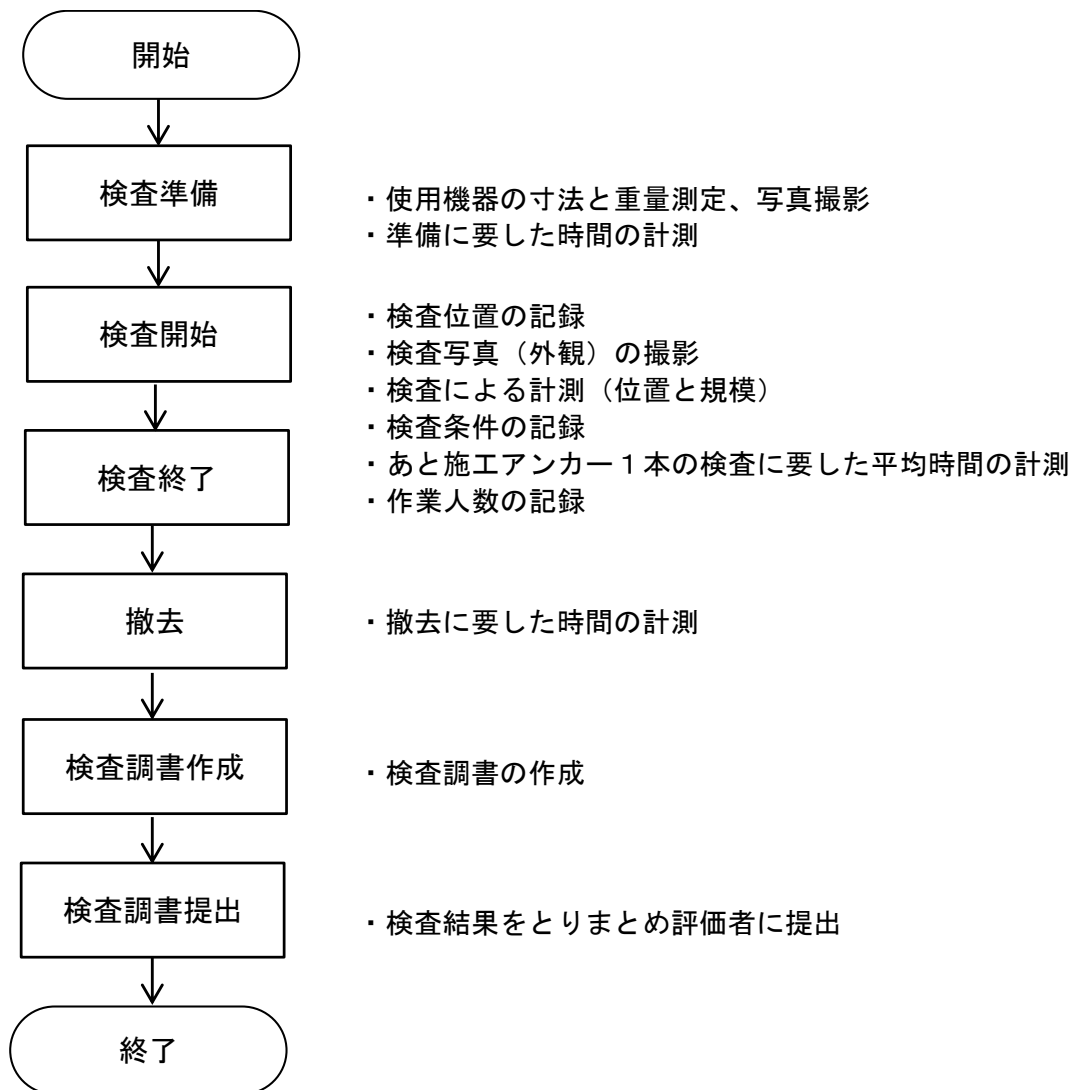 開始
検査準備
・使用機器の寸法と重量測定、写真撮影
・準備に要した時間の計測
検査開始
・検査位置の記録
・検査写真（外観）の撮影
・検査による計測（位置と規模）
・検査条件の記録
・あと施工アンカー１本の検査に要した平均時間の計測
・作業人数の記録
検査終了
撤去
・撤去に要した時間の計測
検査調書作成
・検査調書の作成
検査調書提出
・検査結果をとりまとめ評価者に提出
終了